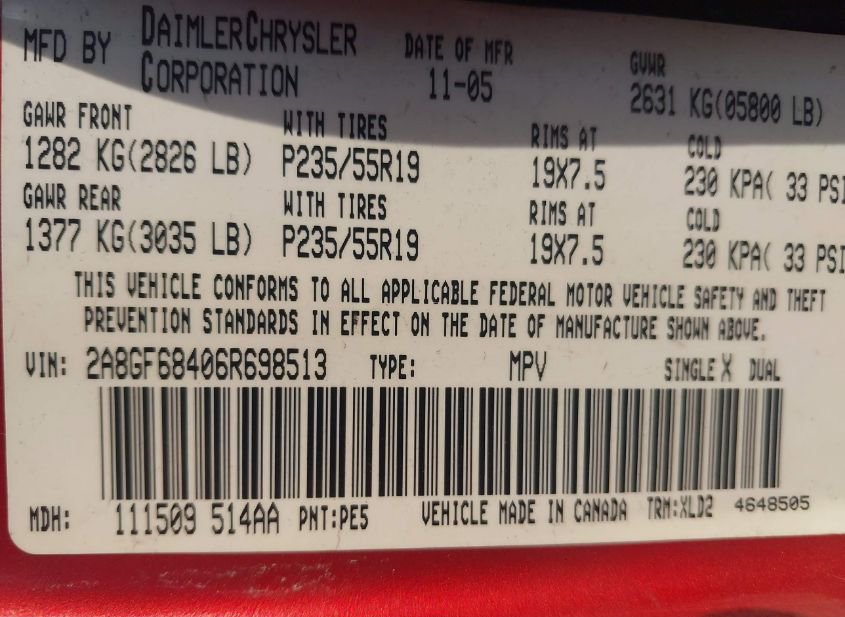 MFD BY DAIMLERCHRYSLER CORPORATION DATE OF MFR 11-05 GVWR 2631 KG(05800 LB)
GAWR FRONT WITH TIRES RIMS AT COLD
1282 KG(2826 LB) P235/55R19 19X7.5 230 KPA( 33 PSI
GAWR REAR WITH TIRES RIMS AT COLD
1377 KG(3035 LB) P235/55R19 19X7.5 230 KPA( 33 PSI
THIS VEHICLE CONFORMS TO ALL APPLICABLE FEDERAL MOTOR VEHICLE SAFETY AND THEFT
PREVENTION STANDARDS IN EFFECT ON THE DATE OF MANUFACTURE SHOWN ABOVE.
VIN: 2A8GF68406R698513 TYPE: MPV SINGLE X DUAL
MDH: 111509 514AA PNT:PE5 VEHICLE MADE IN CANADA TRM:XLD2 4648505